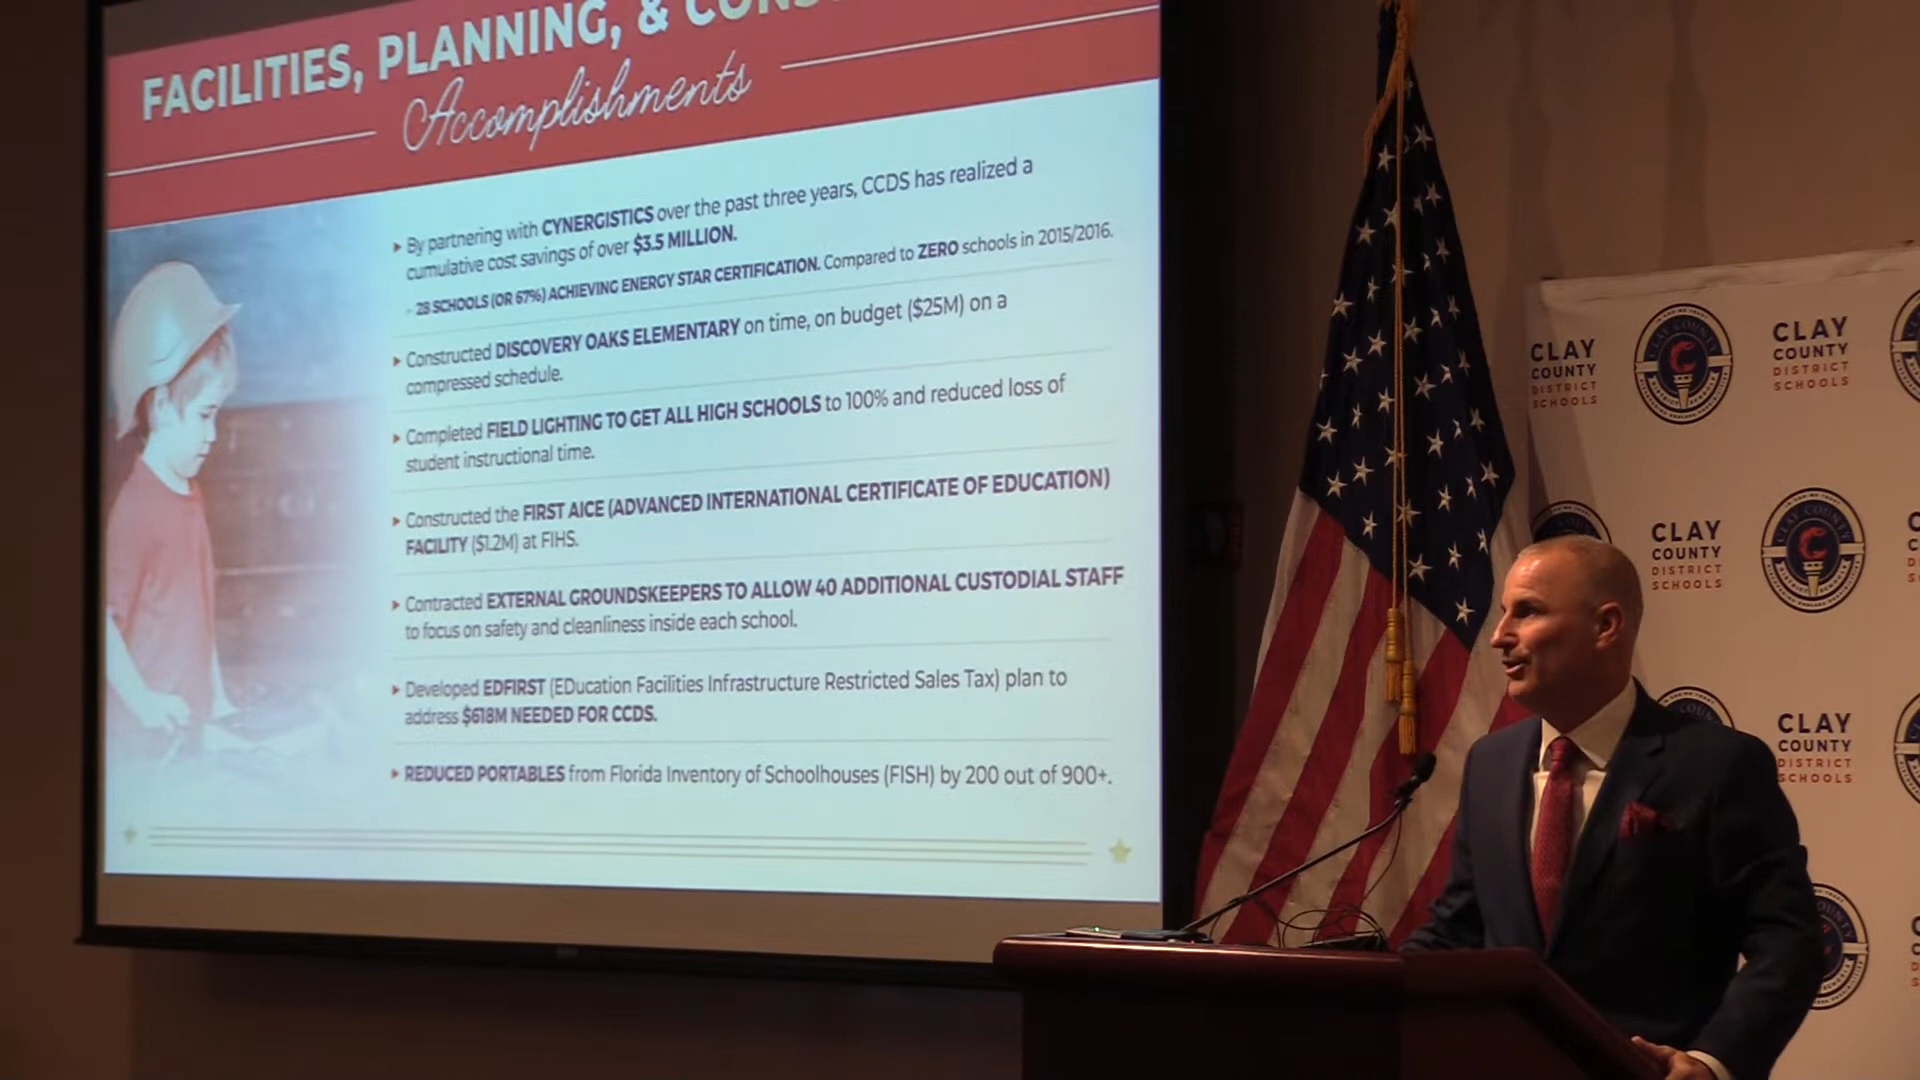 FACILITIES, PLANNING, &
Accomplishments
By partnering with CYNERGISTICS over the past three years, CCDS has realized a
cumulative cost savings of over $3.5 MILLION.
- 28 SCHOOLS (OR 67%) ACHIEVING ENERGY STAR CERTIFICATION. Compared to ZERO schools in 2015/2016.
Constructed DISCOVERY OAKS ELEMENTARY on time, on budget ($25M) on a
compressed schedule.
Completed FIELD LIGHTING TO GET ALL HIGH SCHOOLS to 100% and reduced loss of
student instructional time.
Constructed the FIRST AICE (ADVANCED INTERNATIONAL CERTIFICATE OF EDUCATION)
FACILITY ($1.2M) at FIHS.
Contracted EXTERNAL GROUNDSKEEPERS TO ALLOW 40 ADDITIONAL CUSTODIAL STAFF
to focus on safety and cleanliness inside each school.
Developed EDFIRST (EDucation Facilities Infrastructure Restricted Sales Tax) plan to
address $618M NEEDED FOR CCDS.
REDUCED PORTABLES from Florida Inventory of Schoolhouses (FISH) by 200 out of 900+.
CLAY
COUNTY
DISTRICT
SCHOOLS
CLAY COUNTY
CLAY
COUNTY
DISTRICT
SCHOOLS
CLAY
COUNTY
DISTRICT
SCHOOLS
CLAY COUNTY
CLAY
COUNTY
DISTRICT
SCHOOLS